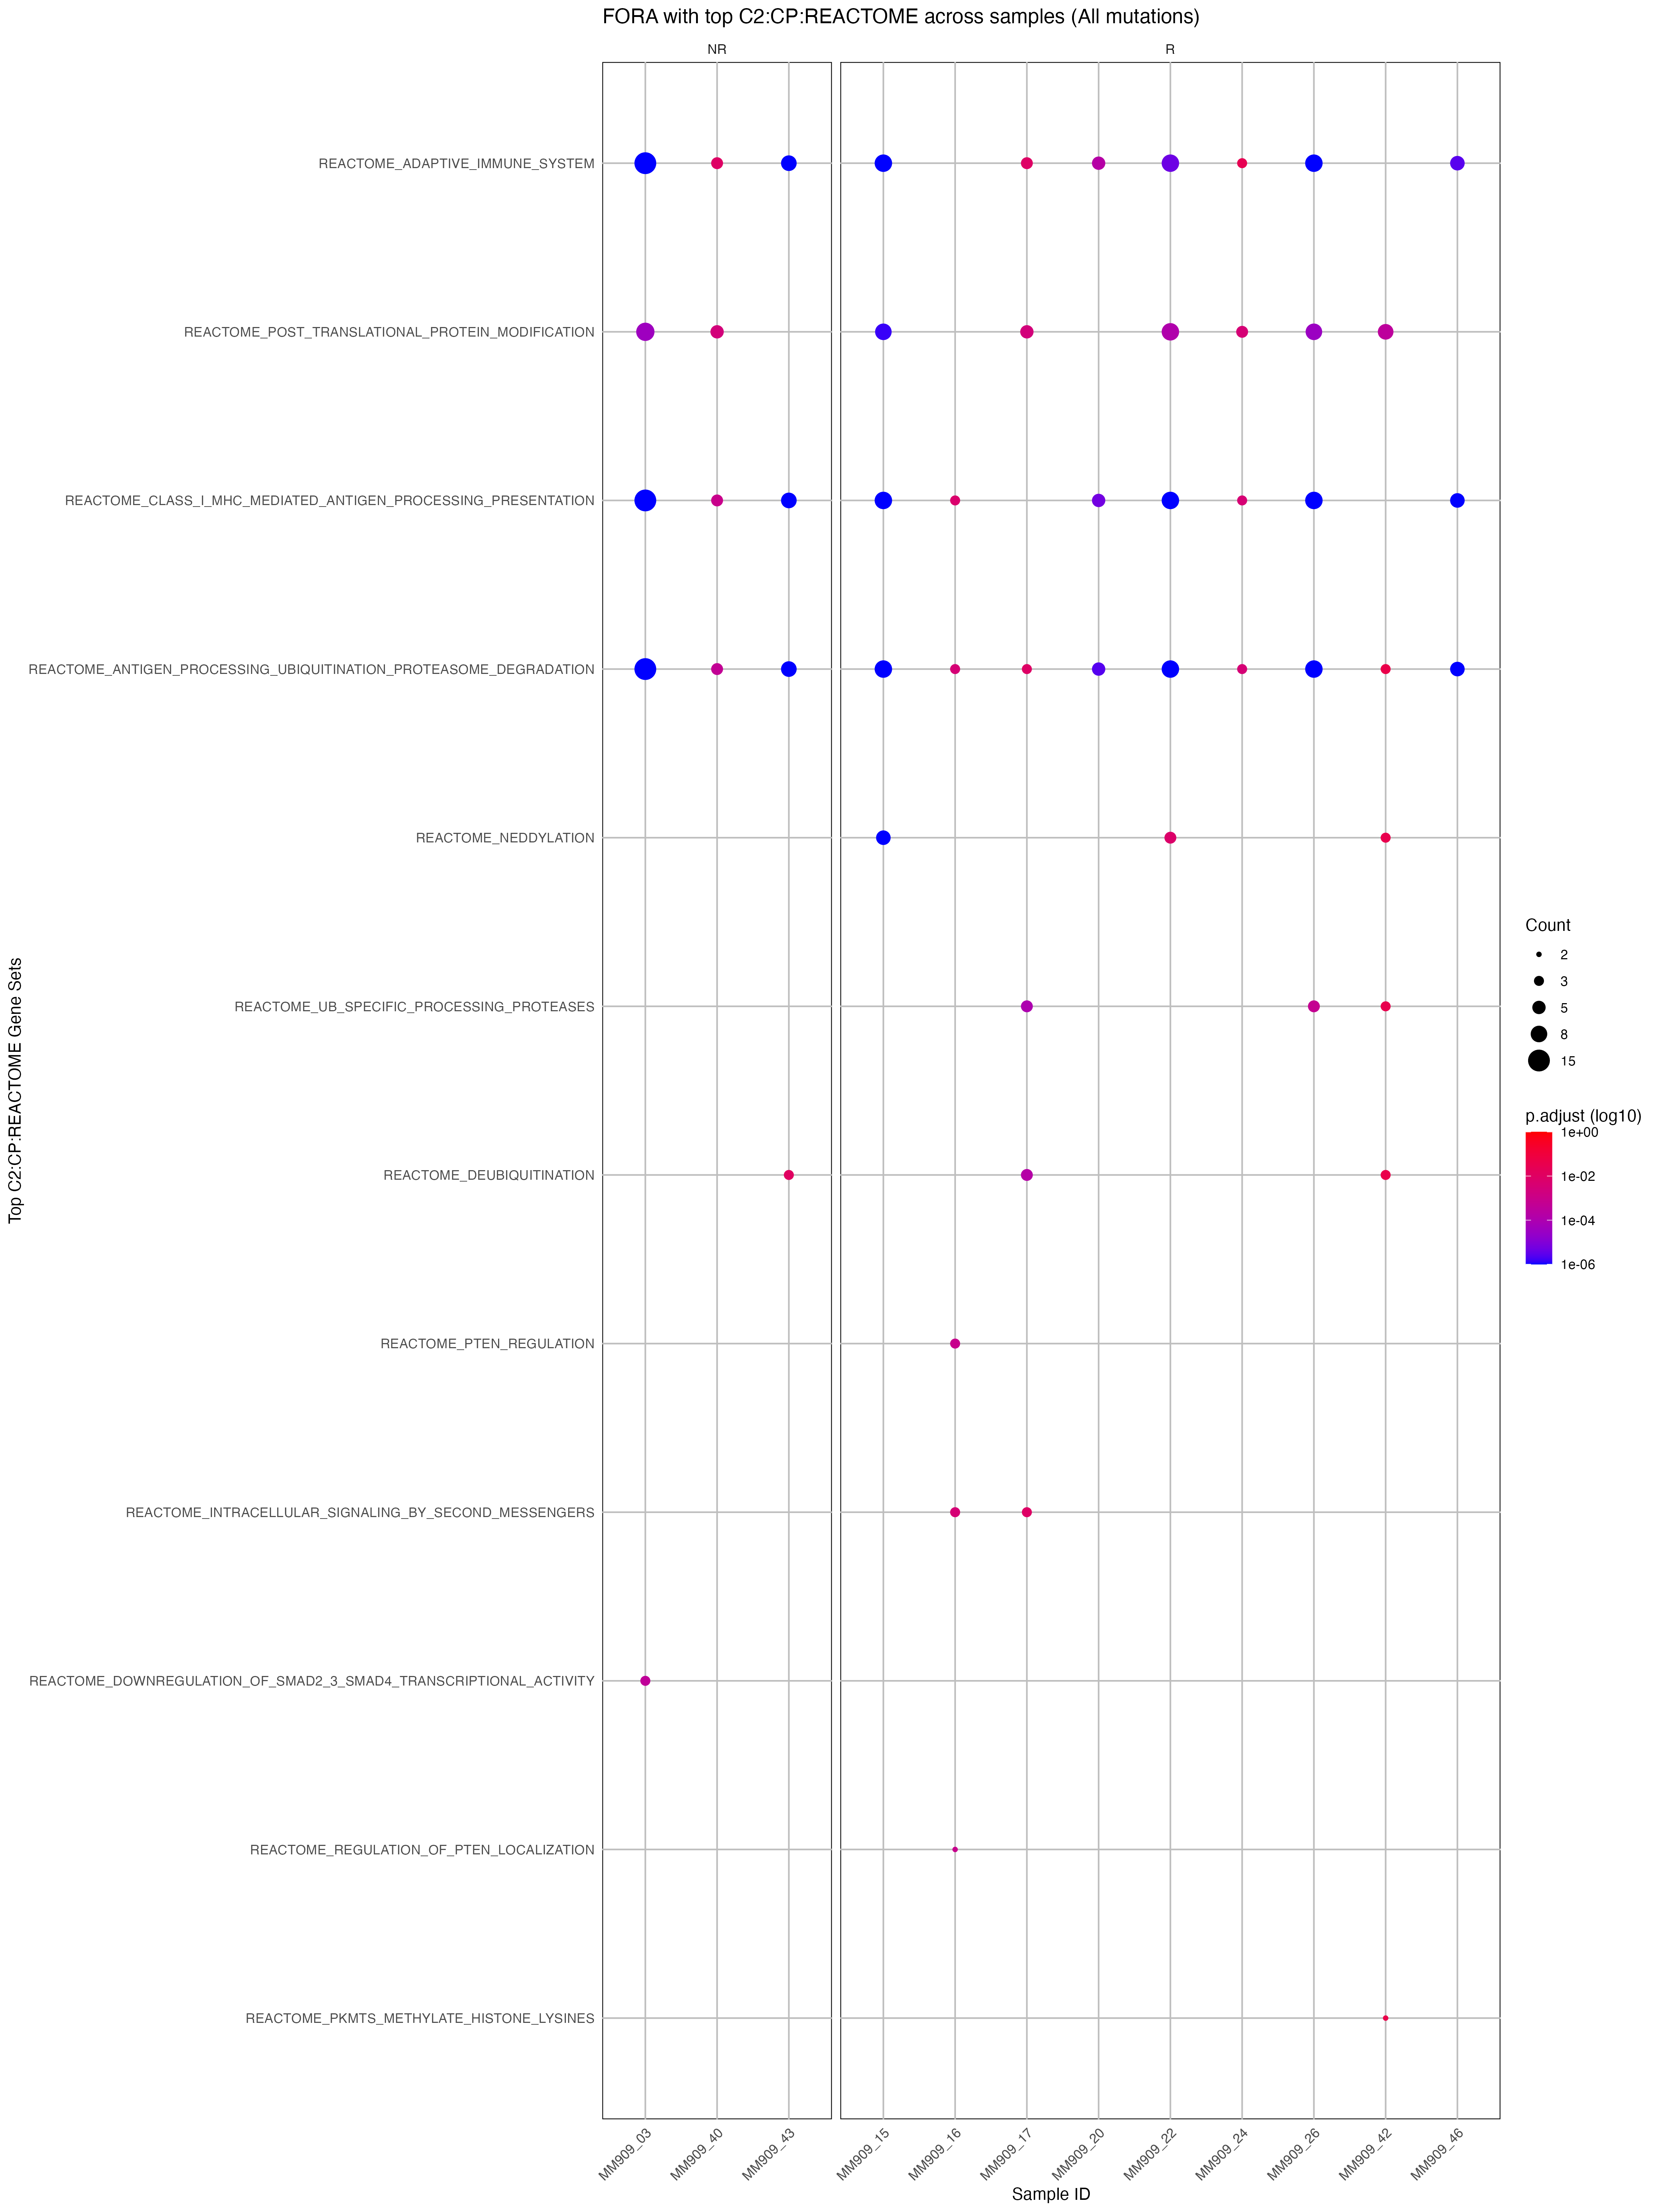 FORA with top C2:CP:REACTOME across samples (All mutations)
NR
R
REACTOME_ADAPTIVE_IMMUNE_SYSTEM
REACTOME_POST_TRANSLATIONAL_PROTEIN_MODIFICATION
REACTOME_CLASS_I_MHC_MEDIATED_ANTIGEN_PROCESSING_PRESENTATION
REACTOME_ANTIGEN_PROCESSING_UBIQUITINATION_PROTEASOME_DEGRADATION
REACTOME_NEDDYLATION
REACTOME_UB_SPECIFIC_PROCESSING_PROTEASES
REACTOME_DEUBIQUITINATION
REACTOME_PTEN_REGULATION
REACTOME_INTRACELLULAR_SIGNALING_BY_SECOND_MESSENGERS
REACTOME_DOWNREGULATION_OF_SMAD2_3_SMAD4_TRANSCRIPTIONAL_ACTIVITY
REACTOME_REGULATION_OF_PTEN_LOCALIZATION
REACTOME_PKMTS_METHYLATE_HISTONE_LYSINES
Top C2:CP:REACTOME Gene Sets
MM909_03
MM909_40
MM909_43
MM909_15
MM909_16
MM909_17
MM909_20
MM909_22
MM909_24
MM909_26
MM909_42
MM909_46
Sample ID
Count
2
3
5
8
15
p.adjust (log10)
1e+00
1e-02
1e-04
1e-06